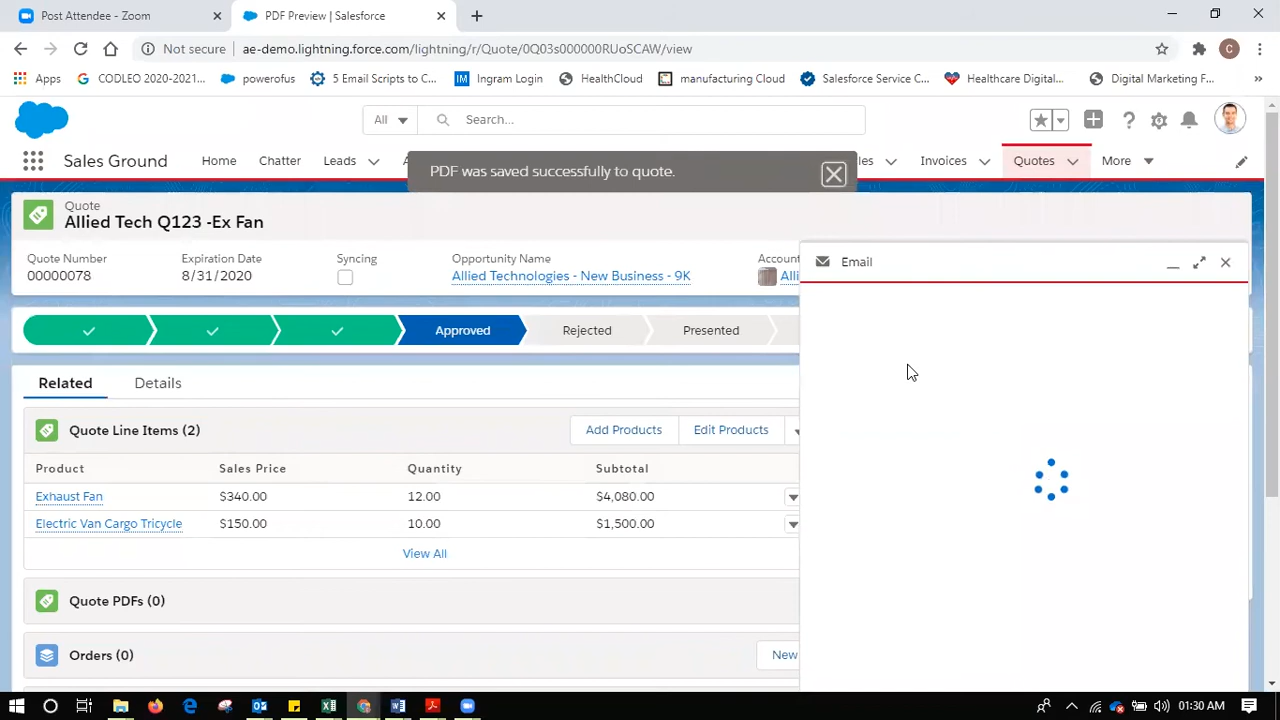 Post Attendee - Zoom
PDF Preview | Salesforce
Not secure
ae-demo.lightning.force.com/lightning/r/Quote/0Q03s000000RUoSCAW/view
C
Apps
CODLEO 2020-2021...
powerofus
5 Email Scripts to C...
Ingram Login
HealthCloud
manufacturing Cloud
Salesforce Service C...
Healthcare Digital...
Digital Marketing F...
All
Search...
Sales Ground
Home
Chatter
Leads
Invoices
Quotes
More
PDF was saved successfully to quote.
Quote
Allied Tech Q123 -Ex Fan
Quote Number
Expiration Date
Syncing
Opportunity Name
Accoun
00000078
8/31/2020
Allied Technologies - New Business - 9K
Alli
Email
Approved
Rejected
Presented
Related
Details
Quote Line Items (2)
Add Products
Edit Products
Product
Sales Price
Quantity
Subtotal
Exhaust Fan
$340.00
12.00
$4,080.00
Electric Van Cargo Tricycle
$150.00
10.00
$1,500.00
View All
Quote PDFs (0)
Orders (0)
New
01:30 AM